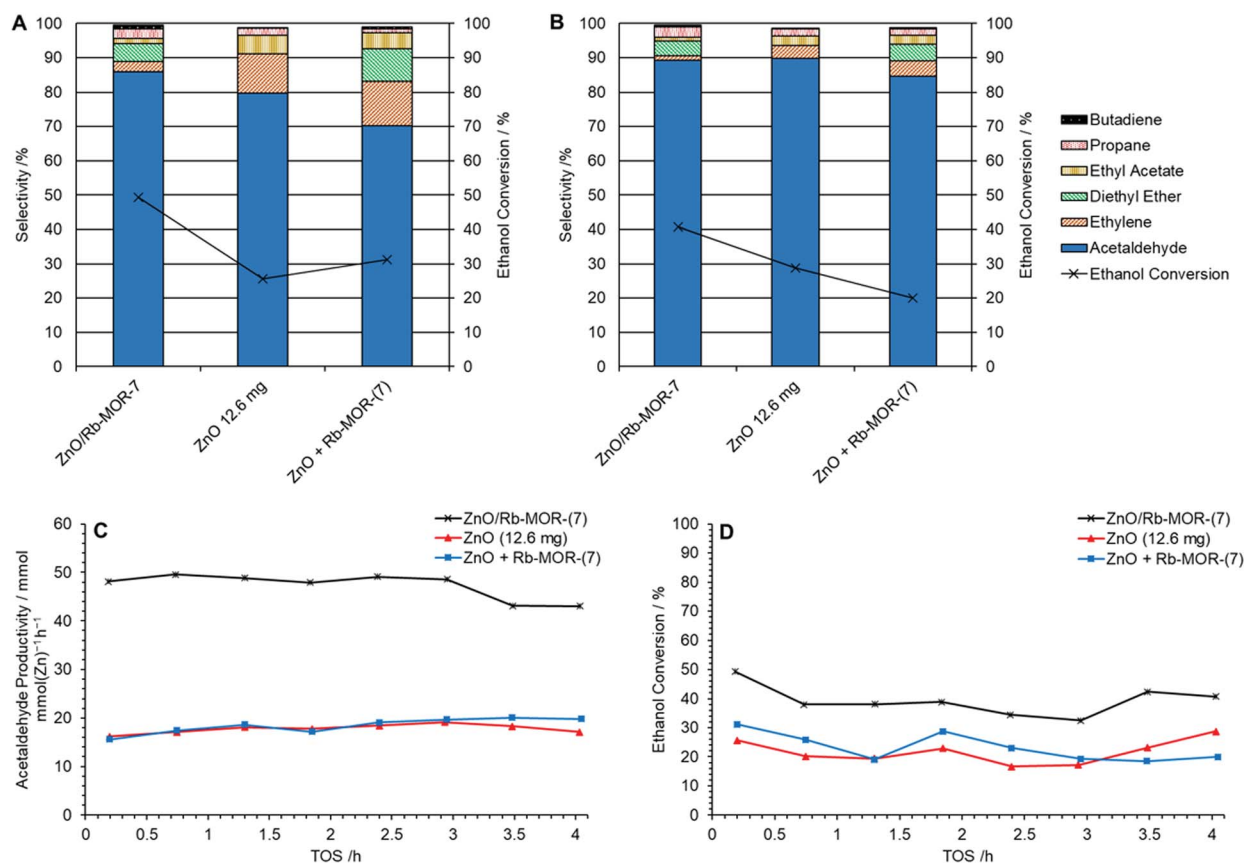 A
Selectivity /%
100
90
80
70
60
50
40
30
20
10
0
100
90
80
70
60
50
40
30
20
10
0
Ethanol Conversion / %
ZnO/Rb-MOR-7
ZnO 12.6 mg
ZnO + Rb-MOR-(7)
B
Selectivity /%
100
90
80
70
60
50
40
30
20
10
0
100
90
80
70
60
50
40
30
20
10
0
Ethanol Conversion / %
ZnO/Rb-MOR-7
ZnO 12.6 mg
ZnO + Rb-MOR-(7)
Butadiene
Propane
Ethyl Acetate
Diethyl Ether
Ethylene
Acetaldehyde
Ethanol Conversion
C
ZnO/Rb-MOR-(7)
ZnO (12.6 mg)
ZnO + Rb-MOR-(7)
Acetaldehyde Productivity / mmol
mmol(Zn)⁻¹h⁻¹
60
50
40
30
20
10
0
0 0.5 1 1.5 2 2.5 3 3.5 4
TOS /h
D
ZnO/Rb-MOR-(7)
ZnO (12.6 mg)
ZnO + Rb-MOR-(7)
Ethanol Conversion / %
100
90
80
70
60
50
40
30
20
10
0
0 0.5 1 1.5 2 2.5 3 3.5 4
TOS /h